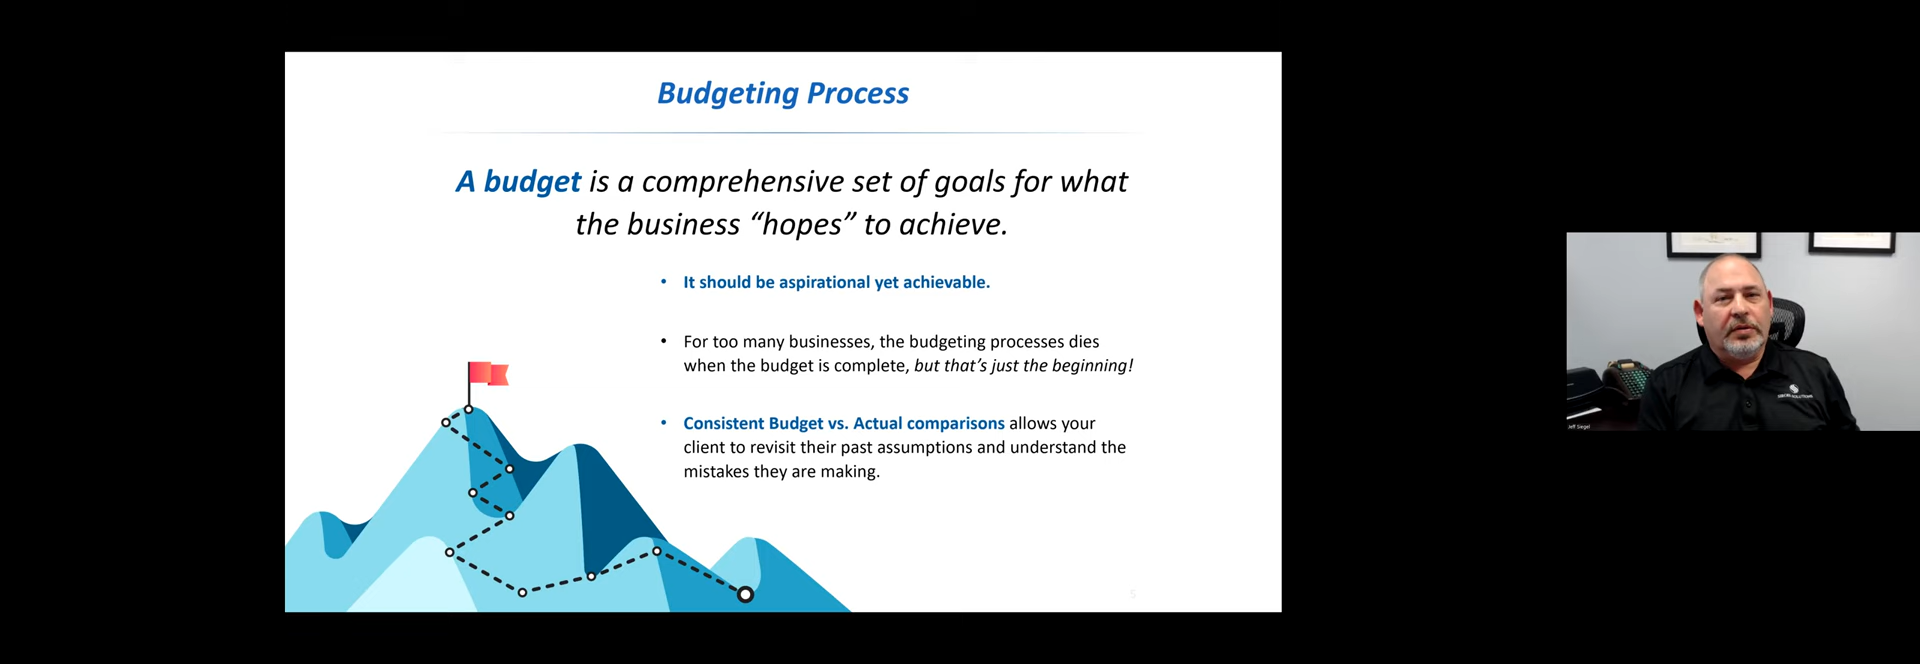 Budgeting Process
A budget is a comprehensive set of goals for what
the business “hopes” to achieve.
• It should be aspirational yet achievable.
• For too many businesses, the budgeting processes dies
when the budget is complete, but that’s just the beginning!
• Consistent Budget vs. Actual comparisons allows your
client to revisit their past assumptions and understand the
mistakes they are making.
5
Jeff Siegel